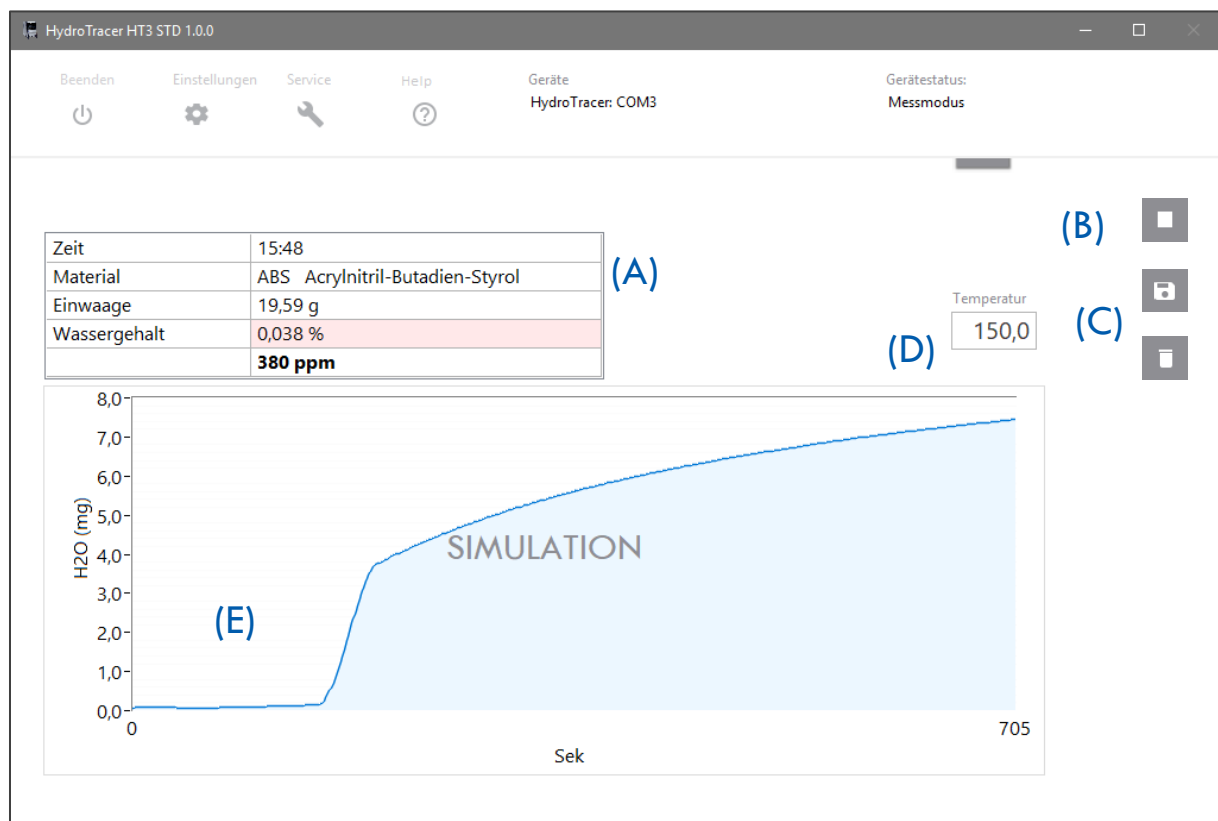 HydroTracer HT3 STD 1.0.0
Beenden Einstellungen Service Help Geräte Gerätestatus:
HydroTracer: COM3 Messmodus
(B)
Zeit 15:48
Material ABS Acrylnitril-Butadien-Styrol
(A)
Einwaage 19,59 g
Temperatur
Wassergehalt 0,038 %
150,0
(C)
(D)
380 ppm
8,0
7,0
6,0
5,0
4,0
3,0
2,0
1,0
0,0
H2O (mg)
SIMULATION
(E)
0 705
Sek